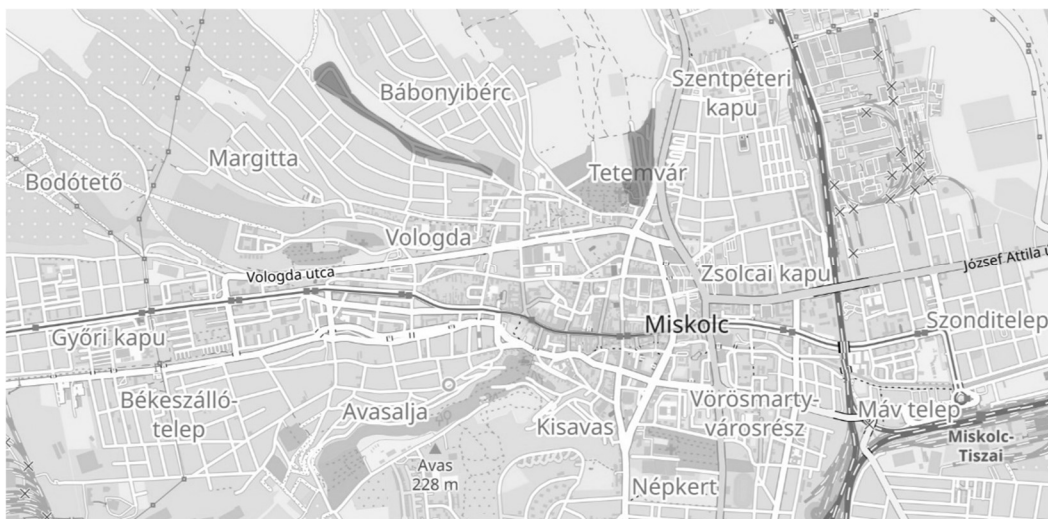 Szentpéteri
kapu
Bábonyibérc
Margitta
Tetemvár
Bodótető
Vologda
Vologda utca
Zsolcai kapu
József Attila u
Győri kapu
Miskolc
Szonditelep
Békeszálló-
telep
Avasalja
Kisavas
Vörösmarty-
városrész
Máv telep
Miskolc-
Tiszai
Avas
228 m
Népkert